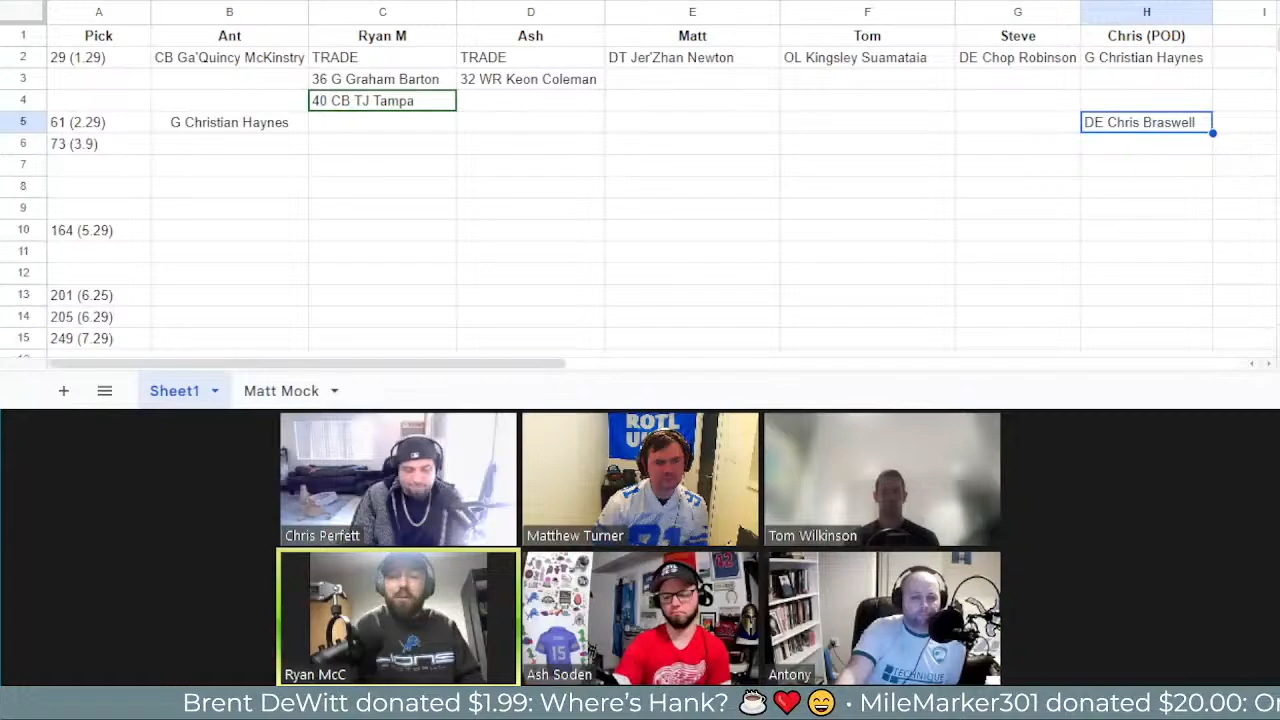 A B C D E F G H I
1 Pick Ant Ryan M Ash Matt Tom Steve Chris (POD)
2 29 (1.29) CB Ga'Quincy McKinstry TRADE TRADE DT Jer'Zhan Newton OL Kingsley Suamataia DE Chop Robinson G Christian Haynes
3 36 G Graham Barton 32 WR Keon Coleman
4 40 CB TJ Tampa
5 61 (2.29) G Christian Haynes DE Chris Braswell
6 73 (3.9)
7
8
9
10 164 (5.29)
11
12
13 201 (6.25)
14 205 (6.29)
15 249 (7.29)
+ Sheet1 Matt Mock
ROTL
Chris Perfett Matthew Turner Tom Wilkinson
12
15
Ryan McC Ash Soden Antony
TECHNIQUE
Brent DeWitt donated $1.99: Where's Hank? ☕❤️😄 • MileMarker301 donated $20.00: O